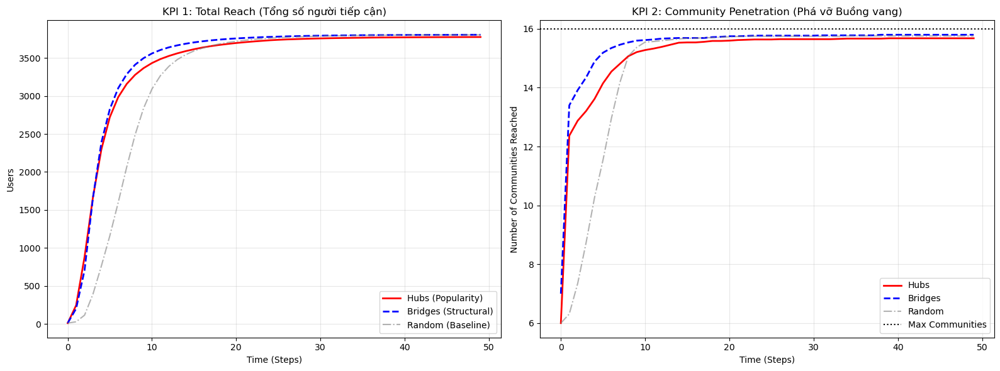 KPI 1: Total Reach (Tổng số người tiếp cận)
Users
3500
3000
2500
2000
1500
1000
500
0
0 10 20 30 40 50
Time (Steps)
Hubs (Popularity)
Bridges (Structural)
Random (Baseline)
KPI 2: Community Penetration (Phá vỡ Buồng vang)
Number of Communities Reached
16
14
12
10
8
6
0 10 20 30 40 50
Time (Steps)
Hubs
Bridges
Random
Max Communities